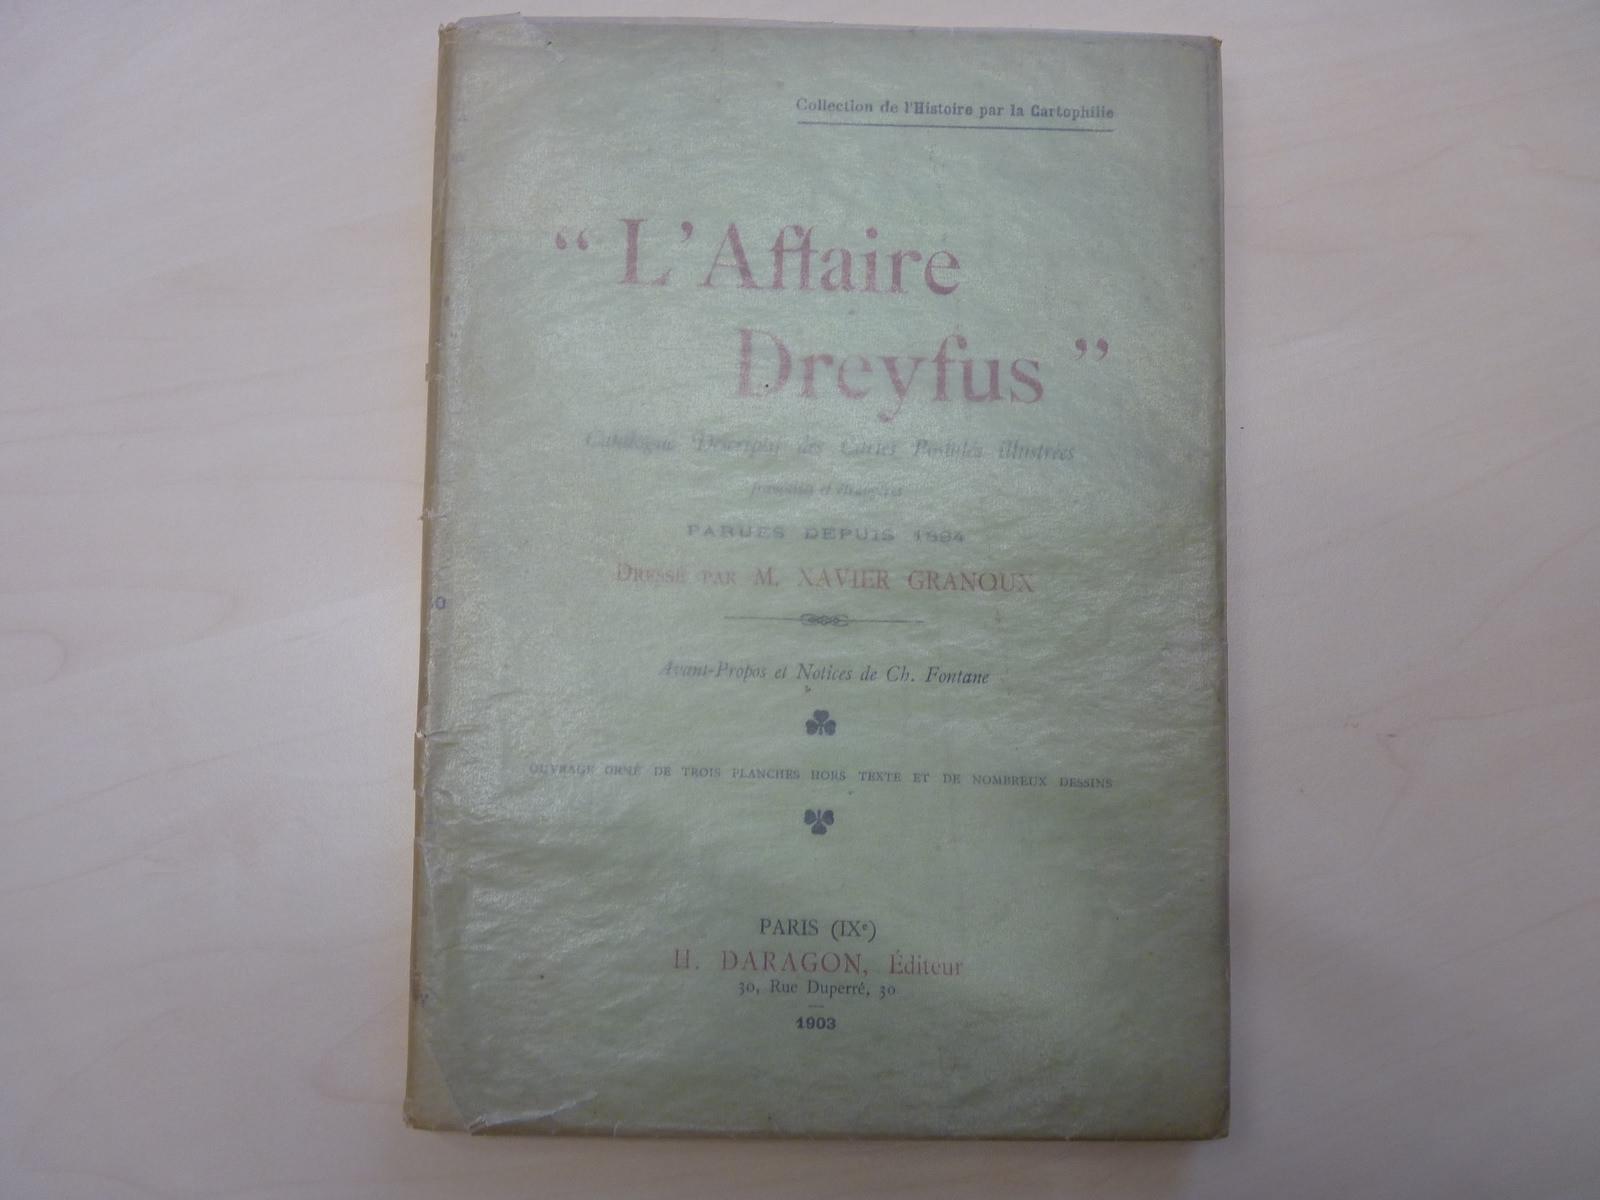 Collection de l'Histoire par la Cartophilie
“ L'Affaire
Dreyfus ”
Catalogue Descriptif des Cartes Postales illustrées
françaises et étrangères
PARUES DEPUIS 1894
DRESSÉ PAR M. XAVIER GRANOUX
Avant-Propos et Notices de Ch. Fontane
OUVRAGE ORNÉ DE TROIS PLANCHES HORS TEXTE ET DE NOMBREUX DESSINS
PARIS (IXe)
H. DARAGON, Éditeur
30, Rue Duperré, 30
1903